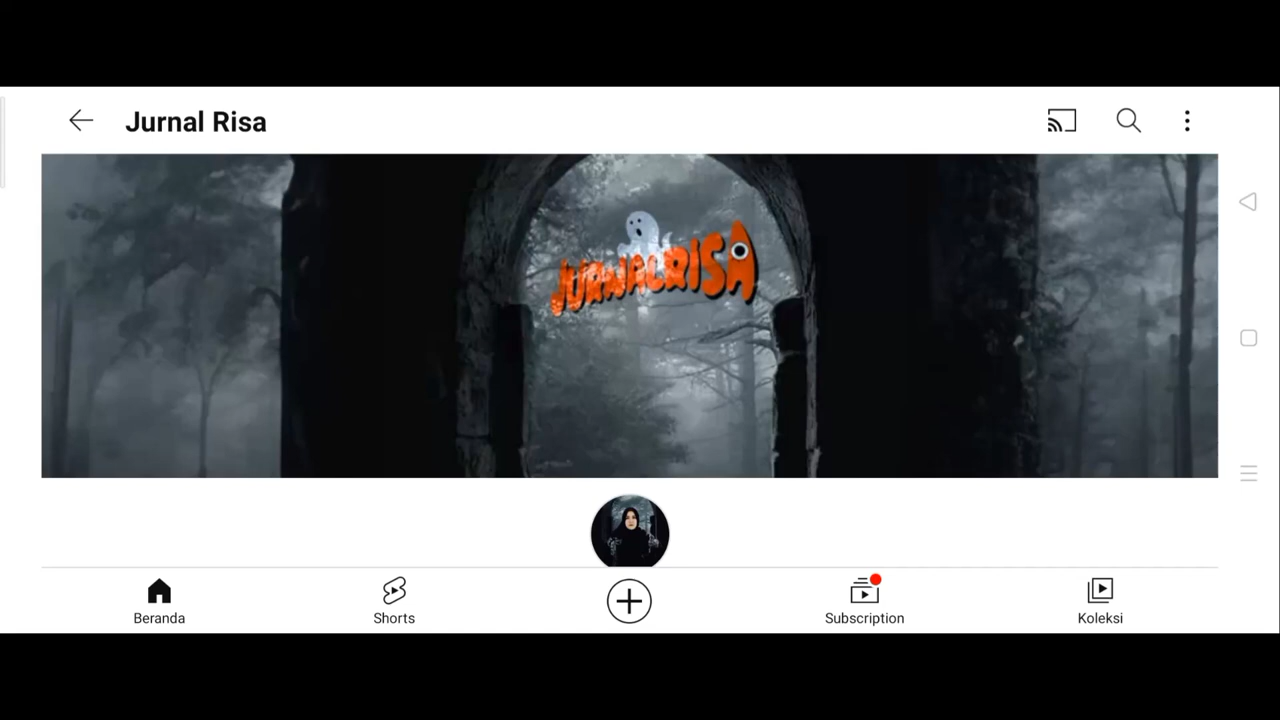 Jurnal Risa
JURNALRISA
Beranda
Shorts
Subscription
Koleksi